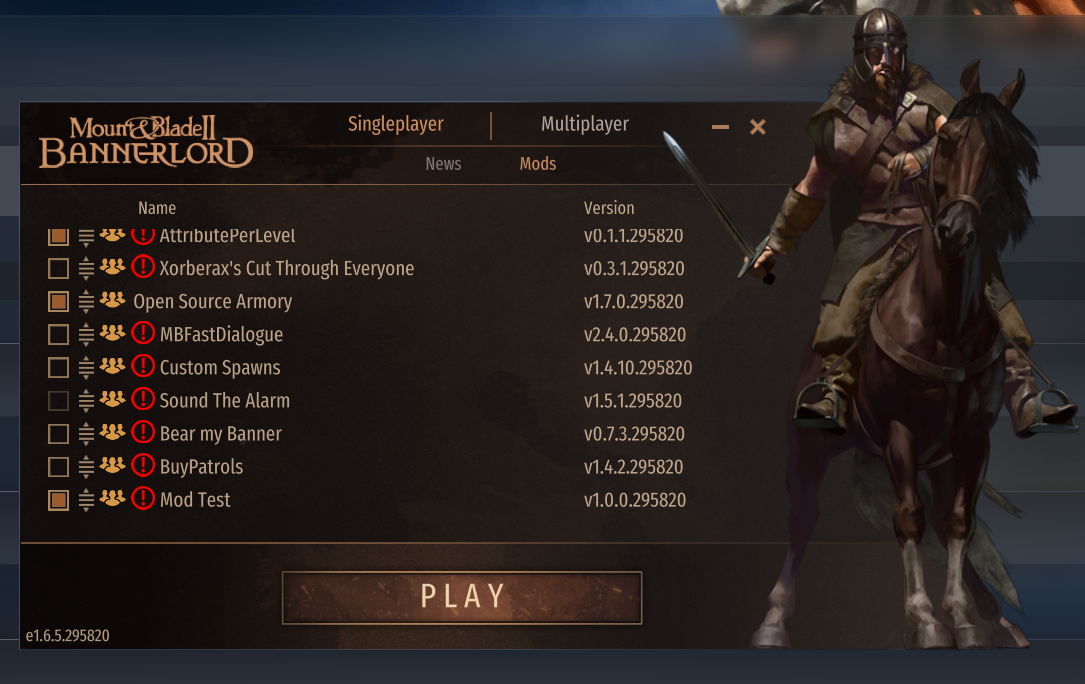 Mount & Blade II
BANNERLORD
Singleplayer
Multiplayer
News
Mods
Name
Version
AttributePerLevel v0.1.1.295820
Xorberax's Cut Through Everyone v0.3.1.295820
Open Source Armory v1.7.0.295820
MBFastDialogue v2.4.0.295820
Custom Spawns v1.4.10.295820
Sound The Alarm v1.5.1.295820
Bear my Banner v0.7.3.295820
BuyPatrols v1.4.2.295820
Mod Test v1.0.0.295820
PLAY
e1.6.5.295820